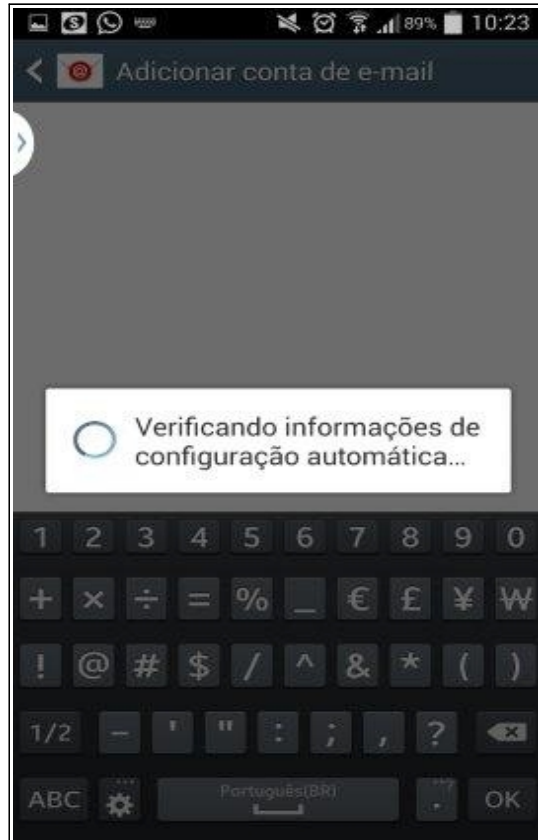 89% 10:23
Adicionar conta de e-mail
Verificando informações de
configuração automática...
1 2 3 4 5 6 7 8 9 0
+ × ÷ = % _ € £ ¥ ₩
! @ # $ / ^ & * ( )
1/2 - ' " : ; , ?
ABC Português(BR) . OK